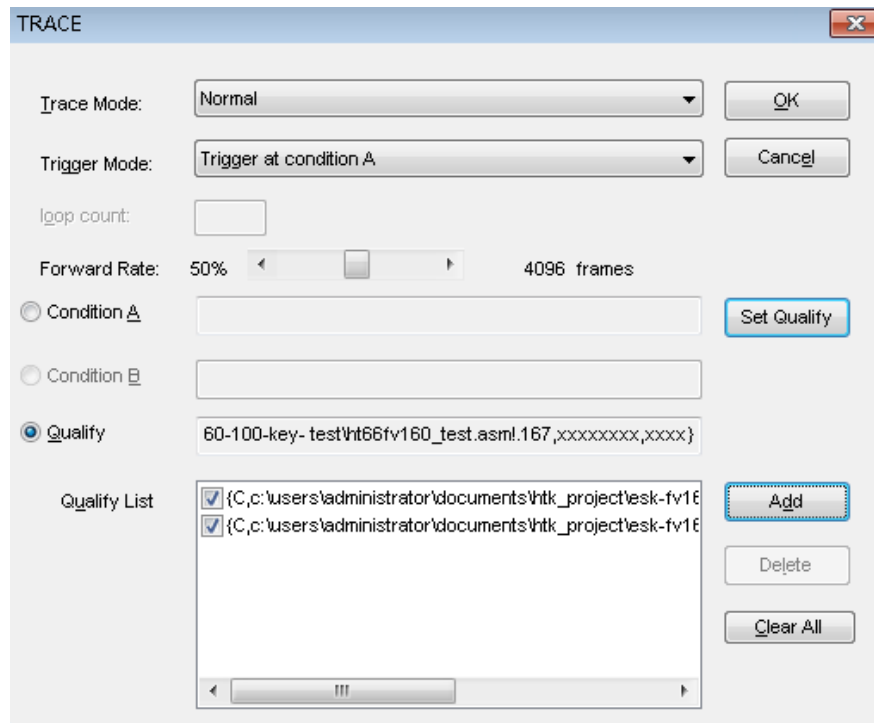 TRACE
Trace Mode: Normal OK
Trigger Mode: Trigger at condition A Cancel
loop count:
Forward Rate: 50% 4096 frames
Condition A Set Qualify
Condition B
Qualify 60-100-key- test\ht66fv160_test.asm!.167,xxxxxxxx,xxxx}
Qualify List {C,c:\users\administrator\documents\htk_project\esk-fv16 Add
{C,c:\users\administrator\documents\htk_project\esk-fv16
Delete
Clear All